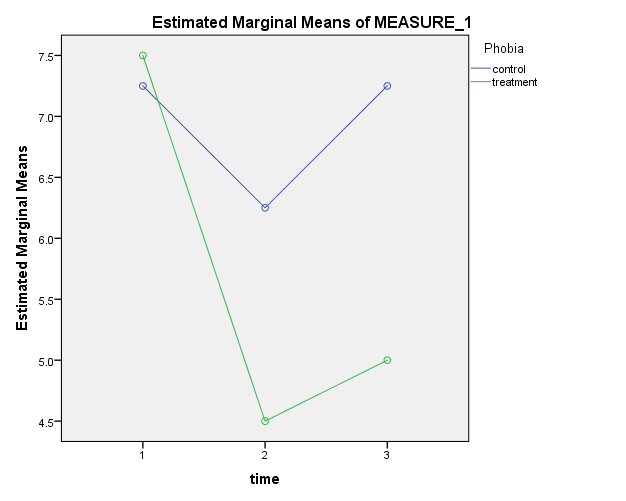 Estimated Marginal Means of MEASURE_1
Phobia
control
treatment
Estimated Marginal Means
7.5
7.0
6.5
6.0
5.5
5.0
4.5
1 2 3
time